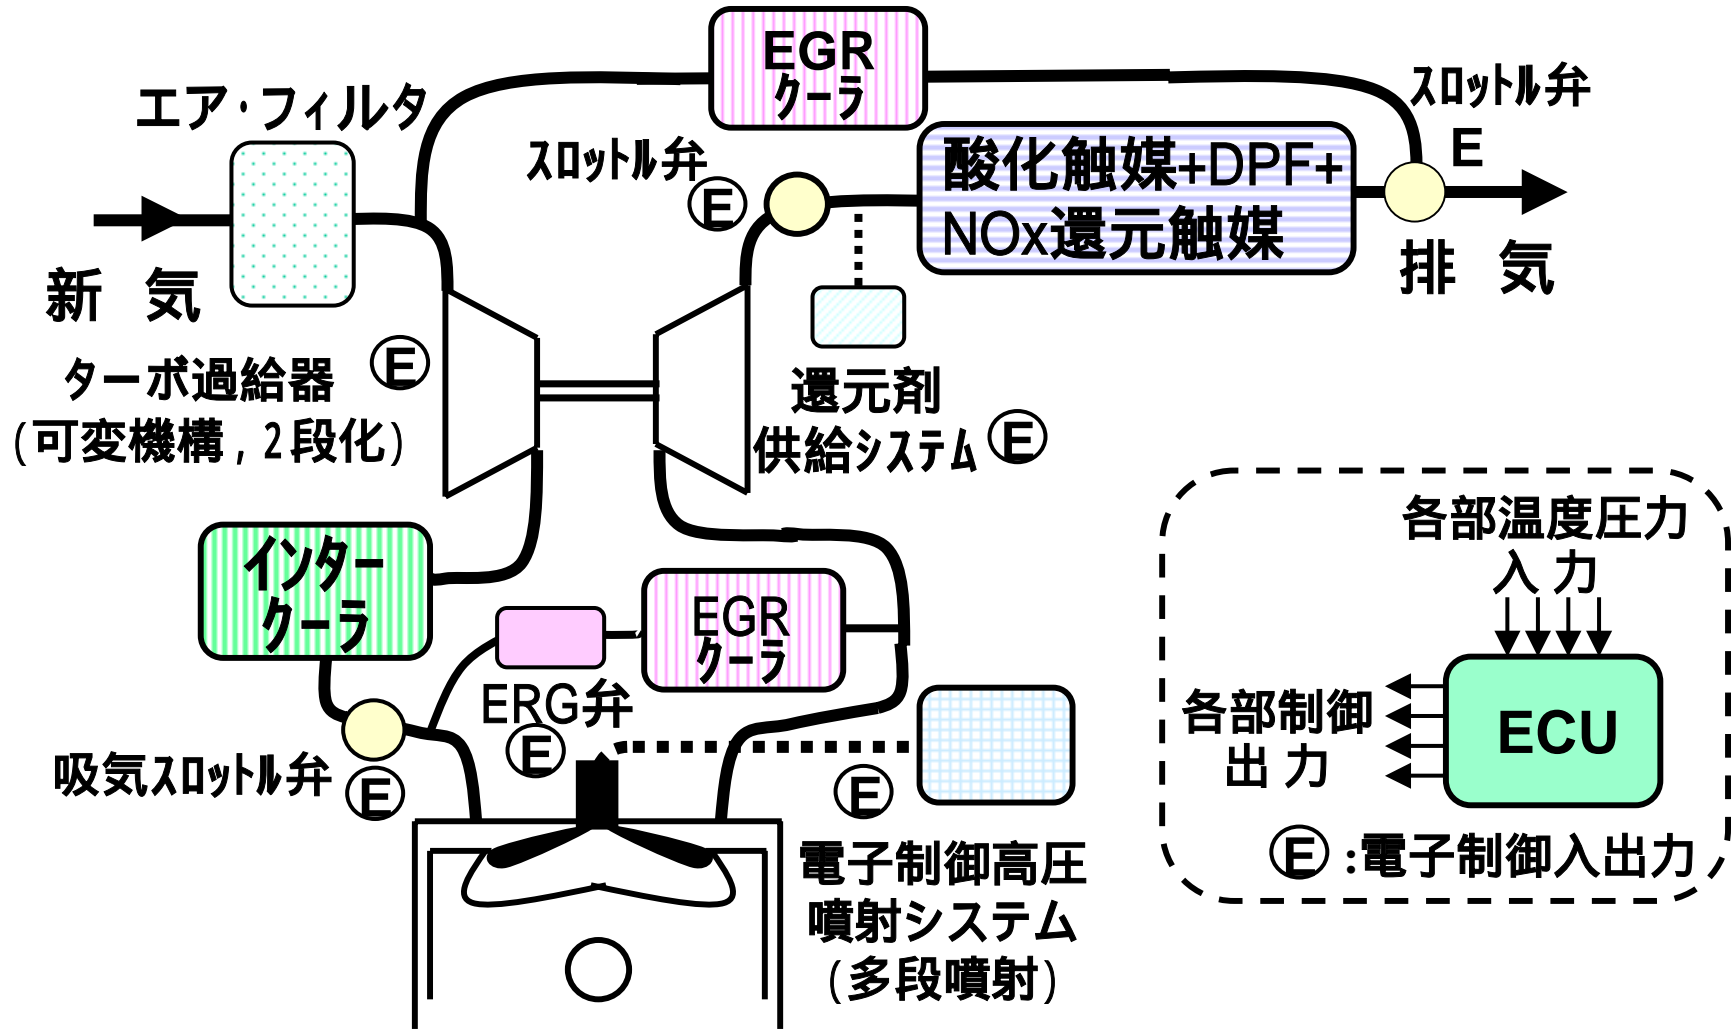 EGR
クーラ
エア・フィルタ
スロットル弁
E
スロットル弁
E
酸化触媒+DPF+
NOx還元触媒
新 気
排 気
ターボ過給器
(可変機構,2段化)
E
還元剤
供給システム
E
インター
クーラ
EGR
クーラ
ERG弁
E
吸気スロットル弁
E
E
電子制御高圧
噴射システム
(多段噴射)
各部温度圧力
入 力
各部制御
出 力
ECU
E :電子制御入出力